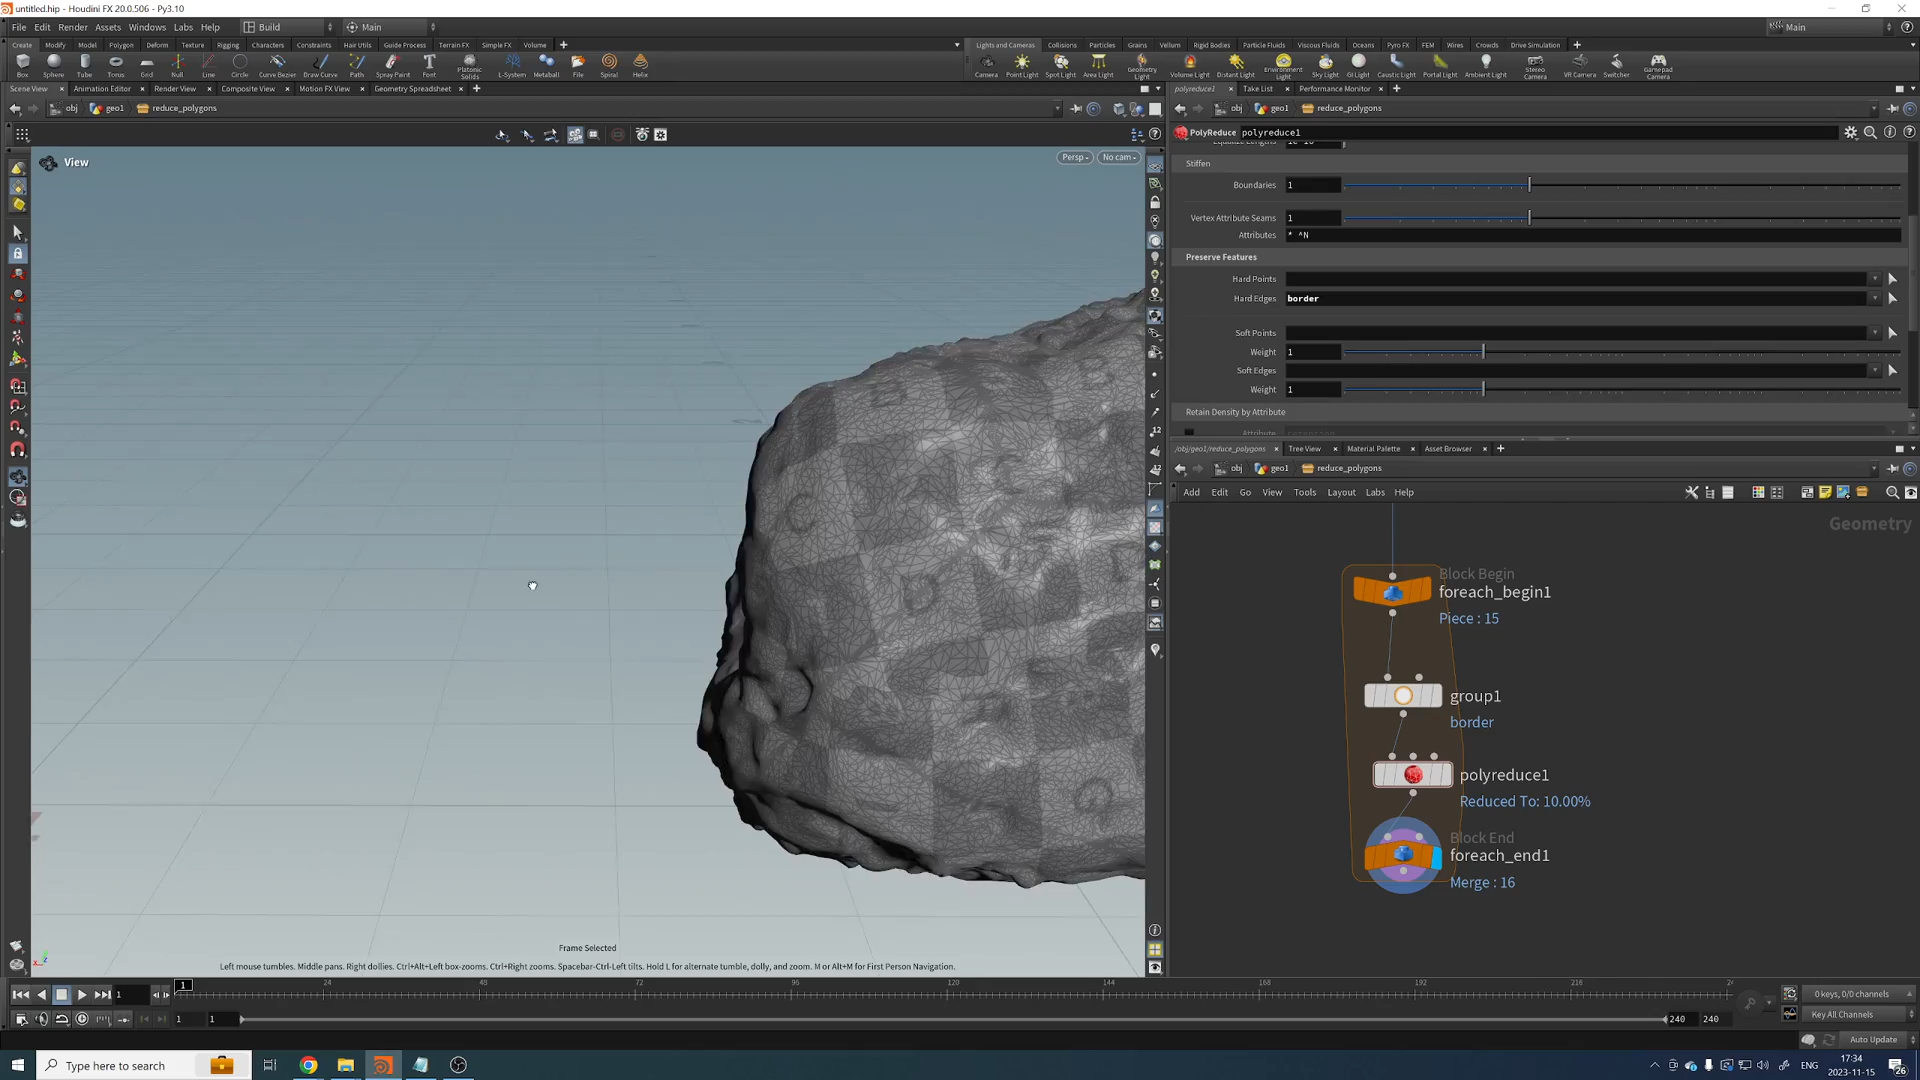 untitled.hip - Houdini FX 20.0.506 - Py3.10
File Edit Render Assets Windows Labs Help Build Main Main
Create Modify Model Polygon Deform Texture Rigging Characters Constraints Hair Utils Guide Process Terrain FX Simple FX Volume
Lights and Cameras Collisions Particles Grains Vellum Rigid Bodies Particle Fluids Viscous Fluids Oceans Pyro FX FEM Wires Crowds Drive Simulation
Box Sphere Tube Torus Grid Null Line Circle Curve Bezier Draw Curve Path Spray Paint Font Platonic Solids L-System Metaball File Spiral Helix
Camera Point Light Spot Light Area Light Geometry Light Volume Light Distant Light Environment Light Sky Light GI Light Caustic Light Portal Light Ambient Light Stereo Camera VR Camera Switcher Gamepad Camera
Scene View Animation Editor Render View Composite View Motion FX View Geometry Spreadsheet
polyreduce1 Take List Performance Monitor
obj geo1 reduce_polygons
obj geo1 reduce_polygons
PolyReduce polyreduce1
View
Persp No cam
Equalize Lengths 1e-10
Stiffen
Boundaries 1
Vertex Attribute Seams 1
Attributes * ^N
Preserve Features
Hard Points
Hard Edges border
Soft Points
Weight 1
Soft Edges
Weight 1
Retain Density by Attribute
Attribute
/obj/geo1/reduce_polygons Tree View Material Palette Asset Browser
obj geo1 reduce_polygons
Add Edit Go View Tools Layout Labs Help
Geometry
Block Begin
foreach_begin1
Piece : 15
group1
border
polyreduce1
Reduced To: 10.00%
Block End
foreach_end1
Merge : 16
Frame Selected
Left mouse tumbles. Middle pans. Right dollies. Ctrl+Alt+Left box-zooms. Ctrl+Right zooms. Spacebar-Ctrl-Left tilts. Hold L for alternate tumble, dolly, and zoom. M or Alt+M for First Person Navigation.
1 1 24 48 72 96 120 144 168 192 216
0 keys, 0/0 channels
1 1 240 240
Key All Channels
Auto Update
Type here to search
ENG
17:34
2023-11-15
26